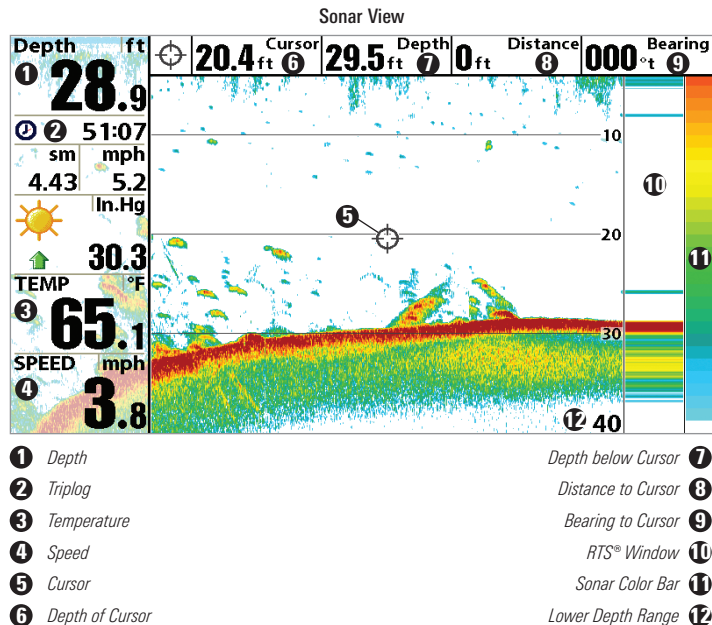 Sonar View
Depth ft
1 28.9
2 51:07
sm mph
4.43 5.2
In.Hg
30.3
TEMP °F
3 65.1
SPEED mph
4 3.8
20.4 ft Cursor 6
29.5 ft Depth 7
0 ft Distance 8
000 °t Bearing 9
10
10
5
20
11
30
12 40
1 Depth
2 Triplog
3 Temperature
4 Speed
5 Cursor
6 Depth of Cursor
Depth below Cursor 7
Distance to Cursor 8
Bearing to Cursor 9
RTS® Window 10
Sonar Color Bar 11
Lower Depth Range 12